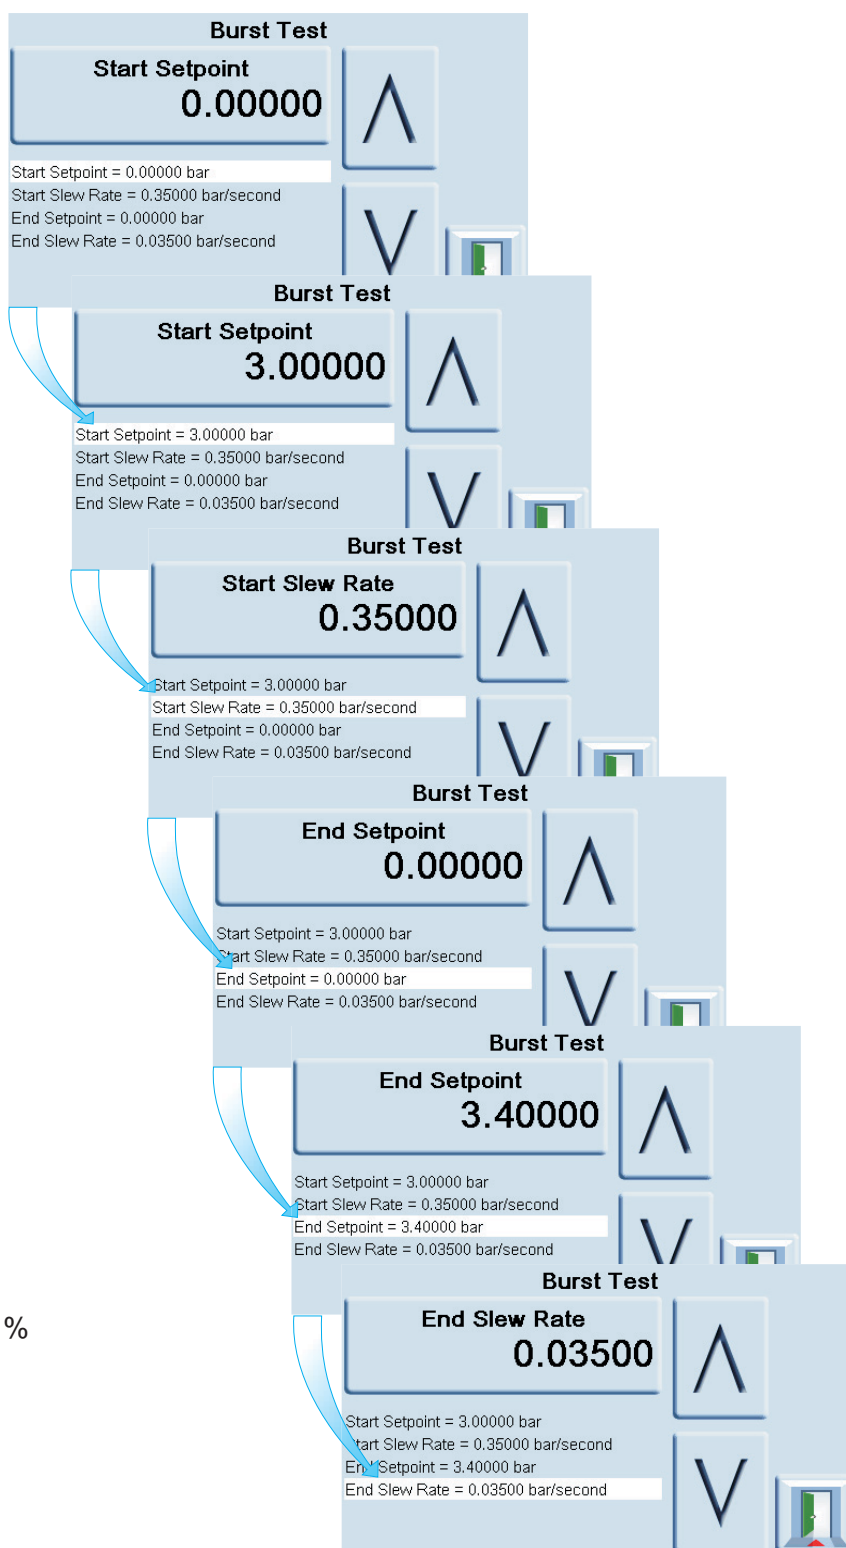 Burst Test
Start Setpoint
0.00000
Start Setpoint = 0.00000 bar
Start Slew Rate = 0.35000 bar/second
End Setpoint = 0.00000 bar
End Slew Rate = 0.03500 bar/second
Burst Test
Start Setpoint
3.00000
Start Setpoint = 3.00000 bar
Start Slew Rate = 0.35000 bar/second
End Setpoint = 0.00000 bar
End Slew Rate = 0.03500 bar/second
Burst Test
Start Slew Rate
0.35000
Start Setpoint = 3.00000 bar
Start Slew Rate = 0.35000 bar/second
End Setpoint = 0.00000 bar
End Slew Rate = 0.03500 bar/second
Burst Test
End Setpoint
0.00000
Start Setpoint = 3.00000 bar
Start Slew Rate = 0.35000 bar/second
End Setpoint = 0.00000 bar
End Slew Rate = 0.03500 bar/second
Burst Test
End Setpoint
3.40000
Start Setpoint = 3.00000 bar
Start Slew Rate = 0.35000 bar/second
End Setpoint = 3.40000 bar
End Slew Rate = 0.03500 bar/second
%
Burst Test
End Slew Rate
0.03500
Start Setpoint = 3.00000 bar
Start Slew Rate = 0.35000 bar/second
End Setpoint = 3.40000 bar
End Slew Rate = 0.03500 bar/second